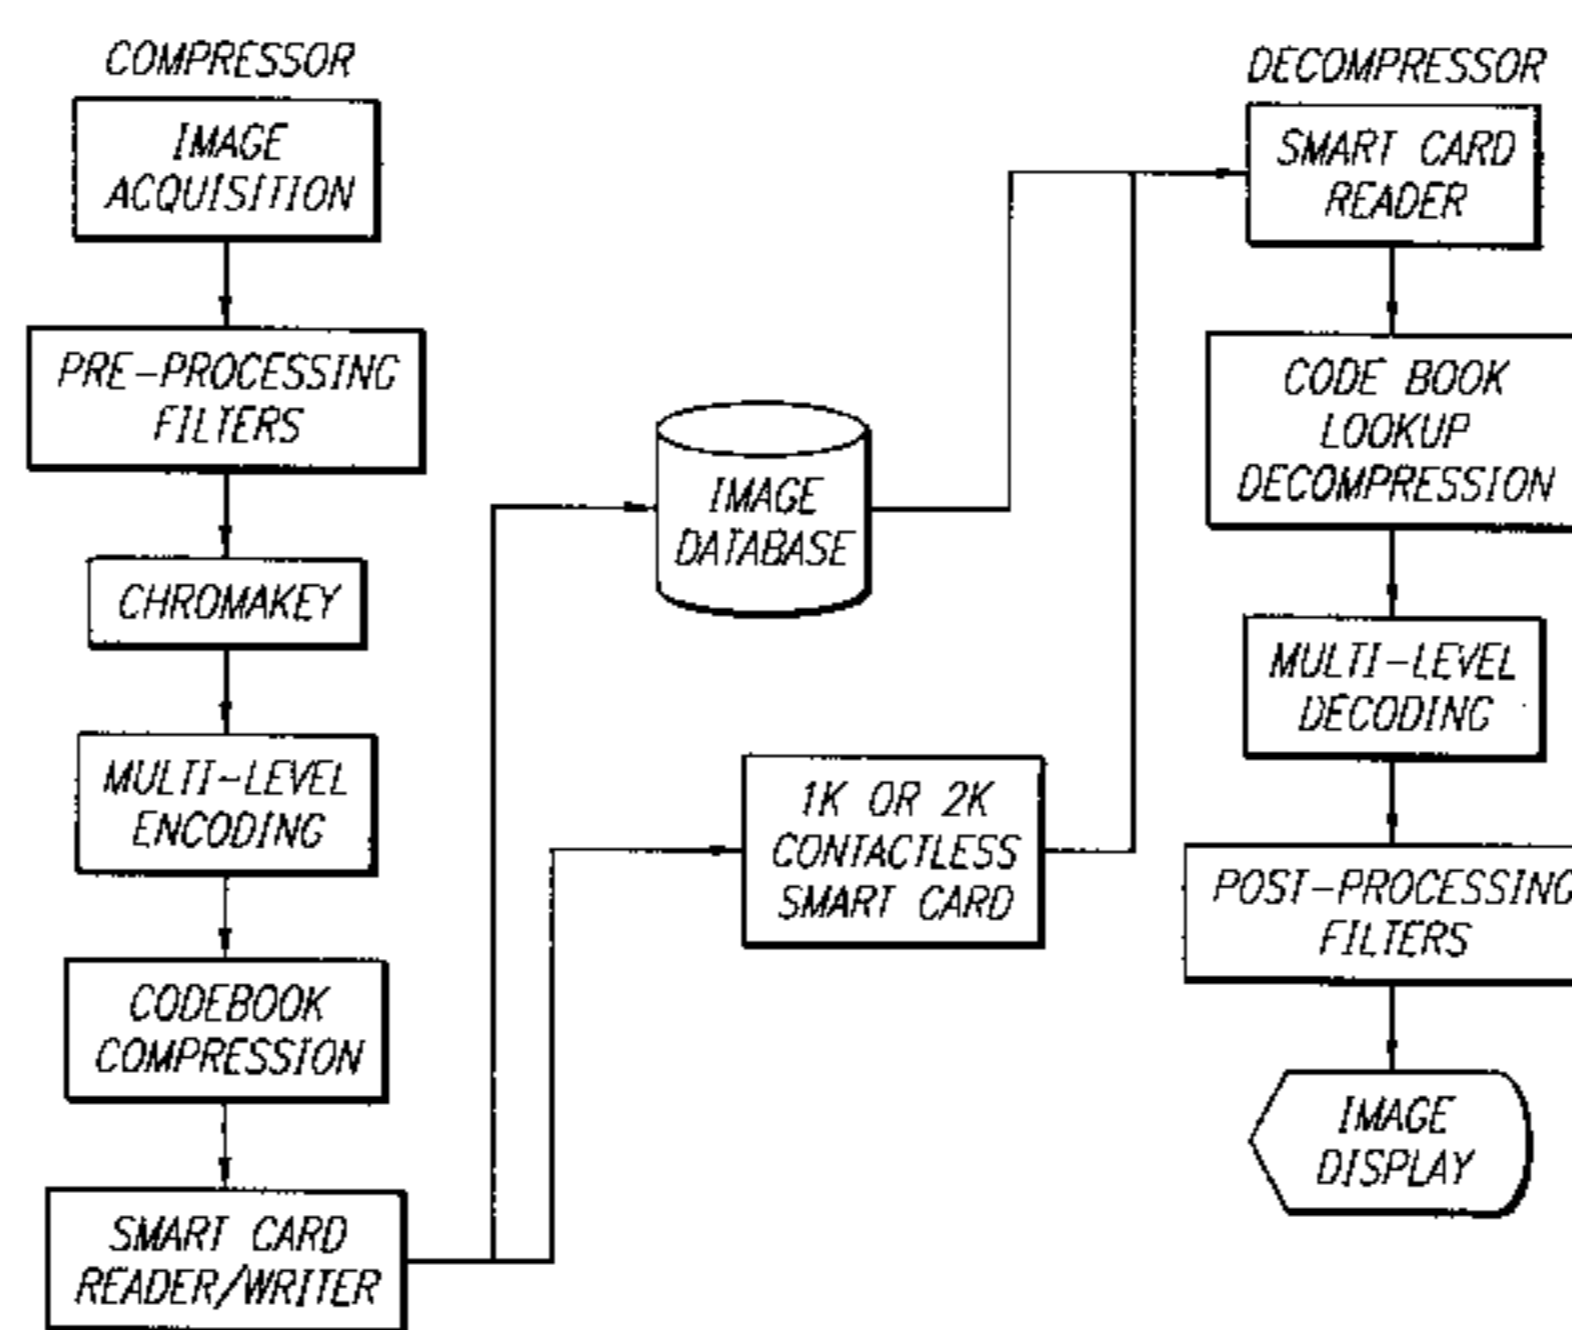 COMPRESSOR
IMAGE
ACQUISITION
PRE-PROCESSING
FILTERS
CHROMAKEY
MULTI-LEVEL
ENCODING
CODEBOOK
COMPRESSION
SMART CARD
READER/WRITER
IMAGE
DATABASE
1K OR 2K
CONTACTLESS
SMART CARD
DECOMPRESSOR
SMART CARD
READER
CODE BOOK
LOOKUP
DECOMPRESSION
MULTI-LEVEL
DECODING
POST-PROCESSING
FILTERS
IMAGE
DISPLAY